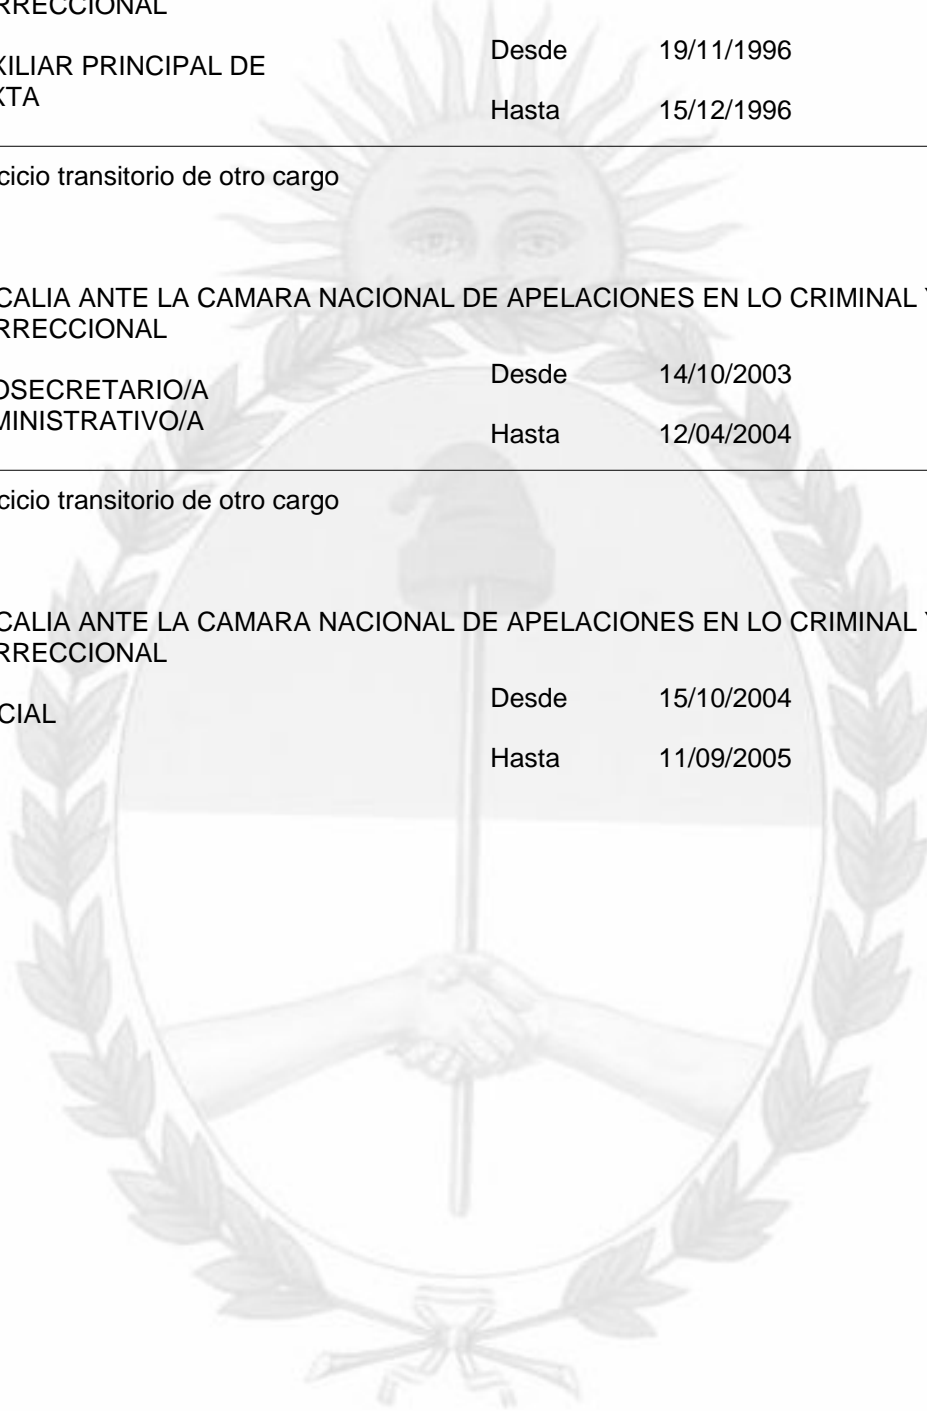 RRECCIONAL
XILIAR PRINCIPAL DE
XTA
Desde 19/11/1996
Hasta 15/12/1996
cicio transitorio de otro cargo
CALIA ANTE LA CAMARA NACIONAL DE APELACIONES EN LO CRIMINAL Y
RRECCIONAL
OSECRETARIO/A
MINISTRATIVO/A
Desde 14/10/2003
Hasta 12/04/2004
cicio transitorio de otro cargo
CALIA ANTE LA CAMARA NACIONAL DE APELACIONES EN LO CRIMINAL Y
RRECCIONAL
CIAL
Desde 15/10/2004
Hasta 11/09/2005